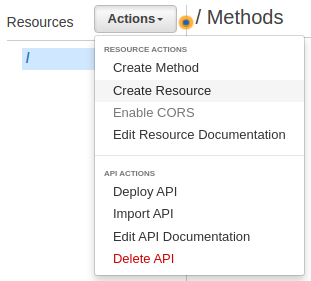 Resources
Actions
/ Methods
/
RESOURCE ACTIONS
Create Method
Create Resource
Enable CORS
Edit Resource Documentation
API ACTIONS
Deploy API
Import API
Edit API Documentation
Delete API